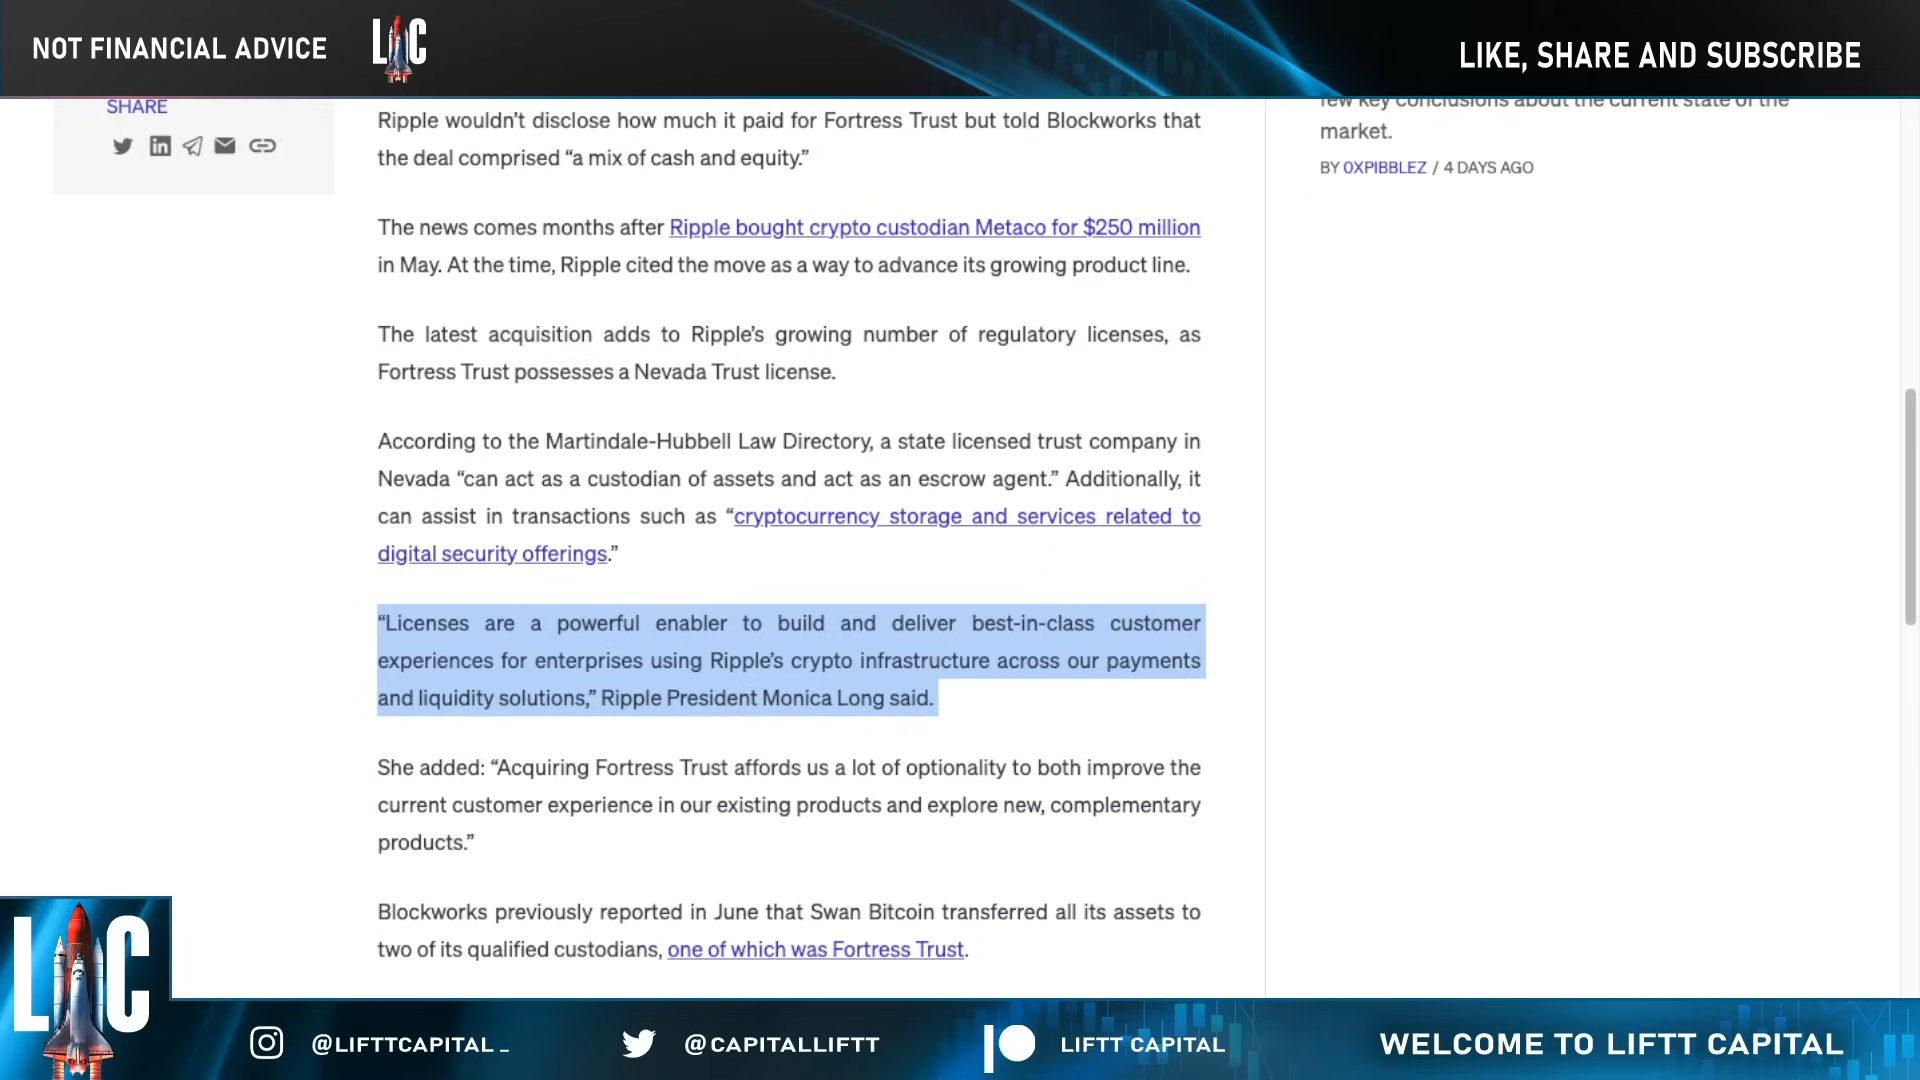 NOT FINANCIAL ADVICE
LC
LIKE, SHARE AND SUBSCRIBE
SHARE
Ripple wouldn’t disclose how much it paid for Fortress Trust but told Blockworks that
the deal comprised “a mix of cash and equity.”
The news comes months after Ripple bought crypto custodian Metaco for $250 million
in May. At the time, Ripple cited the move as a way to advance its growing product line.
The latest acquisition adds to Ripple’s growing number of regulatory licenses, as
Fortress Trust possesses a Nevada Trust license.
According to the Martindale-Hubbell Law Directory, a state licensed trust company in
Nevada “can act as a custodian of assets and act as an escrow agent.” Additionally, it
can assist in transactions such as “cryptocurrency storage and services related to
digital security offerings.”
“Licenses are a powerful enabler to build and deliver best-in-class customer
experiences for enterprises using Ripple’s crypto infrastructure across our payments
and liquidity solutions,” Ripple President Monica Long said.
She added: “Acquiring Fortress Trust affords us a lot of optionality to both improve the
current customer experience in our existing products and explore new, complementary
products.”
Blockworks previously reported in June that Swan Bitcoin transferred all its assets to
two of its qualified custodians, one of which was Fortress Trust.
few key conclusions about the current state of the
market.
BY 0XPIBBLEZ / 4 DAYS AGO
LC
@LIFTTCAPITAL_
@CAPITALLIFTT
LIFTT CAPITAL
WELCOME TO LIFTT CAPITAL